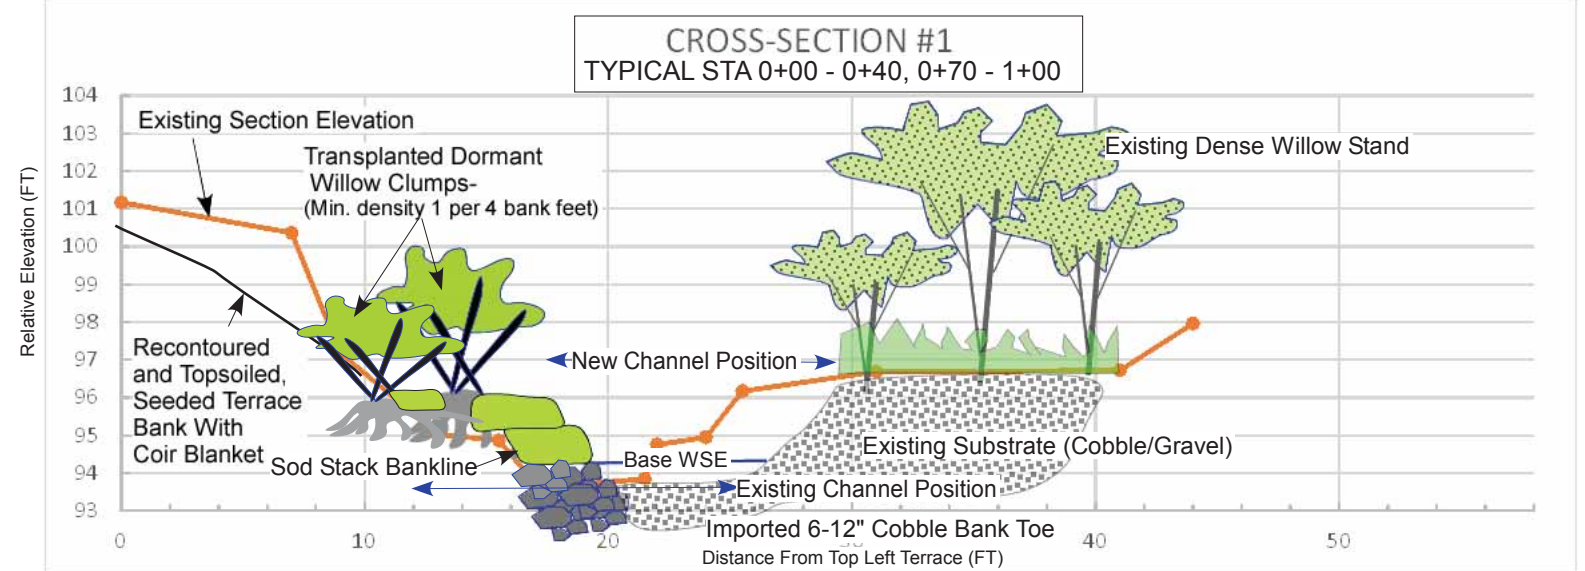 CROSS-SECTION #1
TYPICAL STA 0+00 - 0+40, 0+70 - 1+00
104
103
102
101
100
99
98
97
96
95
94
93
Relative Elevation (FT)
Existing Section Elevation
Transplanted Dormant
Willow Clumps-
(Min. density 1 per 4 bank feet)
Existing Dense Willow Stand
Recontoured
and Topsoiled,
Seeded Terrace
Bank With
Coir Blanket
New Channel Position
Sod Stack Bankline
Base WSE
Existing Substrate (Cobble/Gravel)
Existing Channel Position
Imported 6-12" Cobble Bank Toe
0
10
20
40
50
Distance From Top Left Terrace (FT)